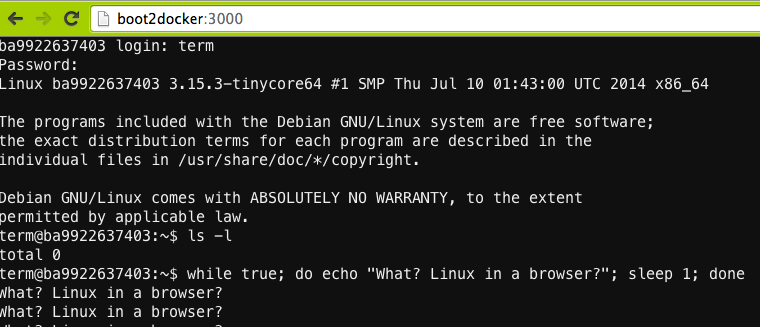 boot2docker:3000
ba9922637403 login: term
Password:
Linux ba9922637403 3.15.3-tinycore64 #1 SMP Thu Jul 10 01:43:00 UTC 2014 x86_64
The programs included with the Debian GNU/Linux system are free software;
the exact distribution terms for each program are described in the
individual files in /usr/share/doc/*/copyright.
Debian GNU/Linux comes with ABSOLUTELY NO WARRANTY, to the extent
permitted by applicable law.
term@ba9922637403:~$ ls -l
total 0
term@ba9922637403:~$ while true; do echo "What? Linux in a browser?"; sleep 1; done
What? Linux in a browser?
What? Linux in a browser?
What? Linux in a browser?